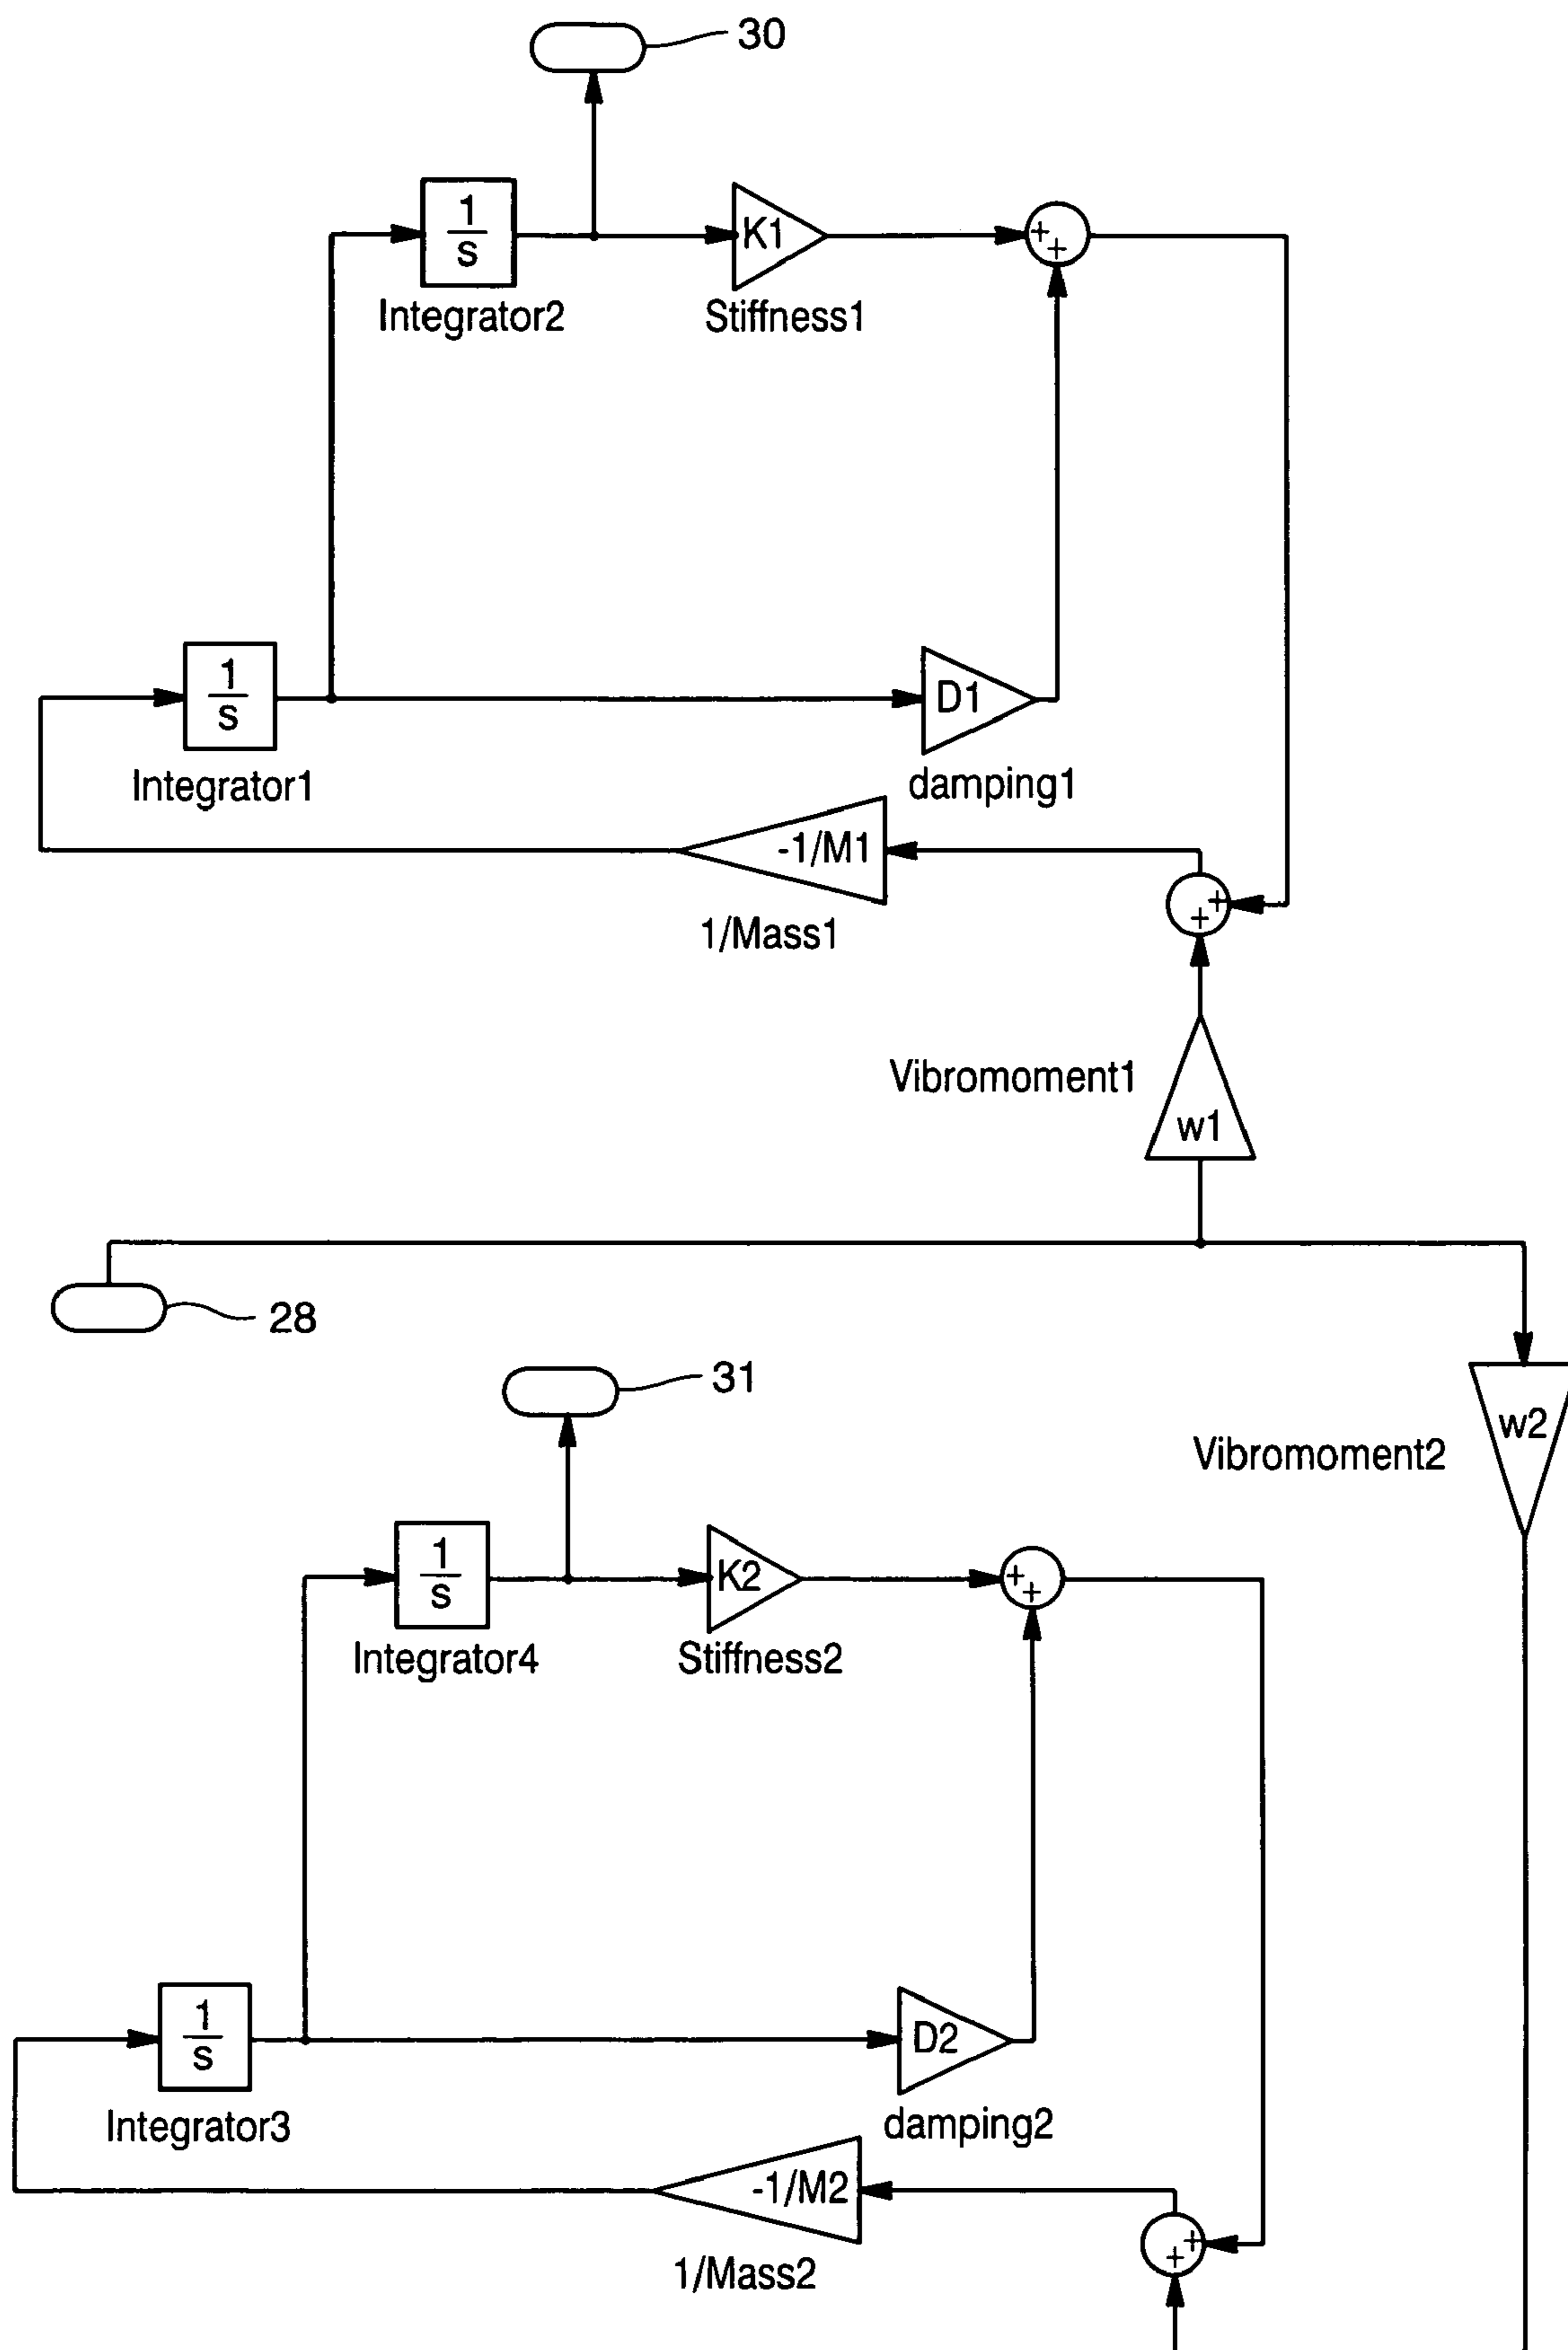 30
1
s
K1
+
+
Integrator2
Stiffness1
1
s
D1
Integrator1
damping1
-1/M1
1/Mass1
+
+
Vibromoment1
w1
28
31
w2
Vibromoment2
1
s
K2
+
+
Integrator4
Stiffness2
1
s
D2
Integrator3
damping2
-1/M2
1/Mass2
+
+